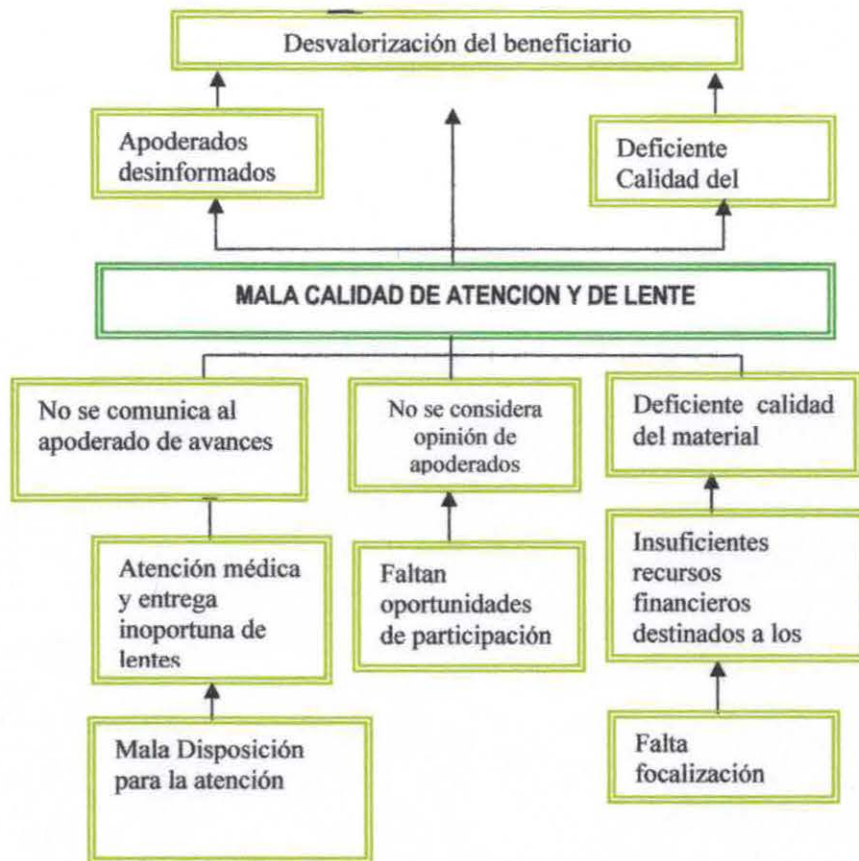 Desvalorización del beneficiario
Apoderados
desinformados
Deficiente
Calidad del
MALA CALIDAD DE ATENCION Y DE LENTE
No se comunica al
apoderado de avances
No se considera
opinión de
apoderados
Deficiente calidad
del material
Atención médica
y entrega
inoportuna de
lentes
Faltan
oportunidades
de participación
Insuficientes
recursos
financieros
destinados a los
Mala Disposición
para la atención
Falta
focalización